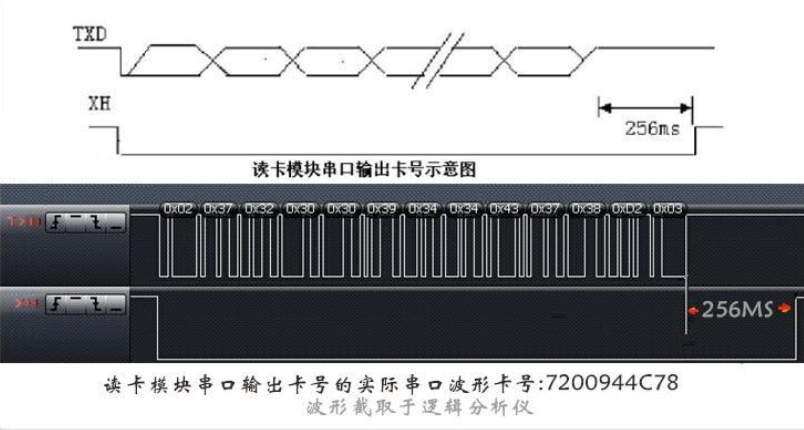 TXD
XH
256ms
读卡模块串口输出卡号示意图
0x02 0x37 0x32 0x30 0x30 0x39 0x34 0x34 0x43 0x37 0x38 0xD2 0x03
TXD
XH
256MS
读卡模块串口输出卡号的实际串口波形卡号:7200944C78
波形截取于逻辑分析仪